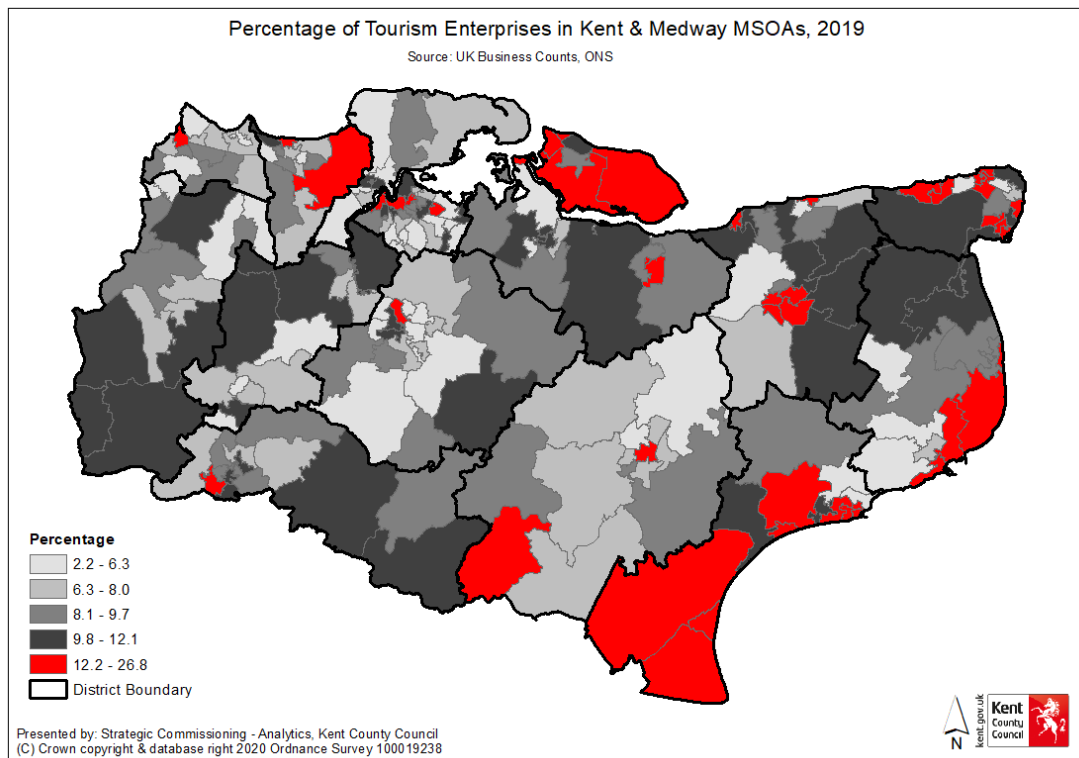 Percentage of Tourism Enterprises in Kent & Medway MSOAs, 2019
Source: UK Business Counts, ONS
Percentage
2.2 - 6.3
6.3 - 8.0
8.1 - 9.7
9.8 - 12.1
12.2 - 26.8
District Boundary
Presented by: Strategic Commissioning - Analytics, Kent County Council
(C) Crown copyright & database right 2020 Ordnance Survey 100019238
N
kent.gov.uk
Kent
County
Council